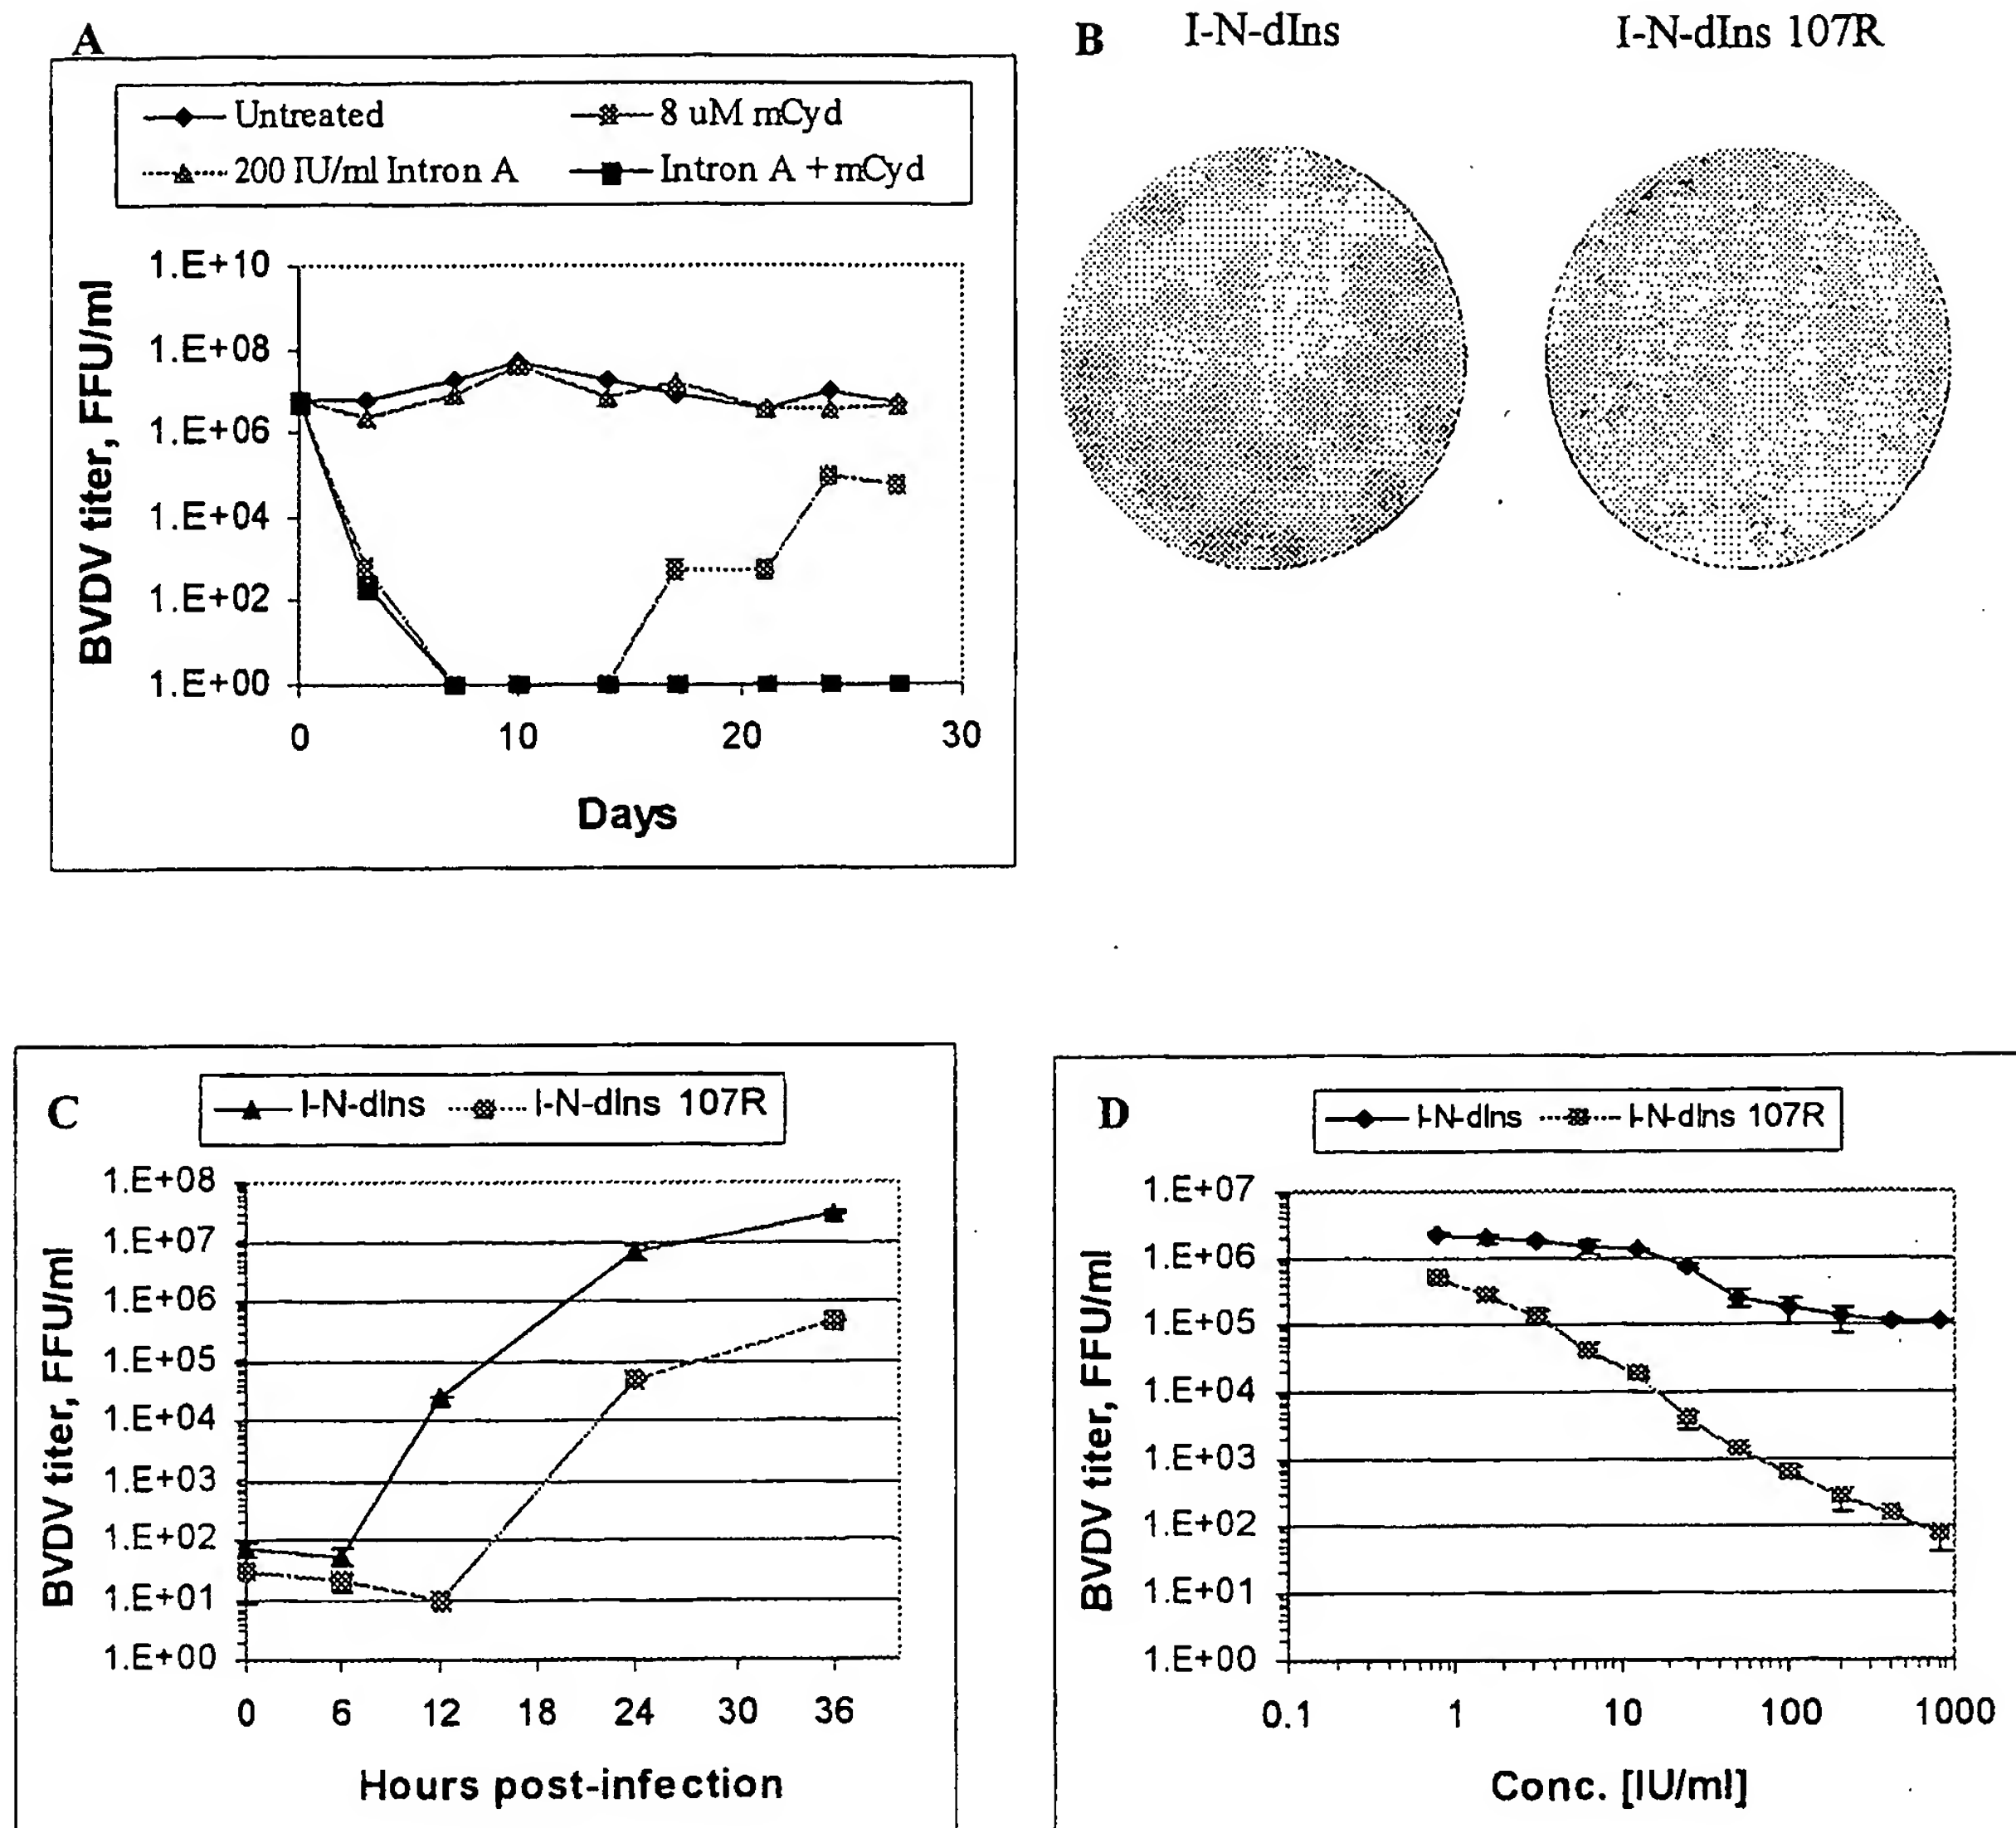 A
Untreated
8 uM mCyd
200 IU/ml Intron A
Intron A + mCyd
BVDV titer, FFU/ml
1.E+10
1.E+08
1.E+06
1.E+04
1.E+02
1.E+00
0 10 20 30
Days
B
I-N-dIns
I-N-dIns 107R
C
I-N-dIns
I-N-dIns 107R
BVDV titer, FFU/ml
1.E+08
1.E+07
1.E+06
1.E+05
1.E+04
1.E+03
1.E+02
1.E+01
1.E+00
0 6 12 18 24 30 36
Hours post-infection
D
I-N-dIns
I-N-dIns 107R
BVDV titer, FFU/ml
1.E+07
1.E+06
1.E+05
1.E+04
1.E+03
1.E+02
1.E+01
1.E+00
0.1 1 10 100 1000
Conc. [IU/ml]